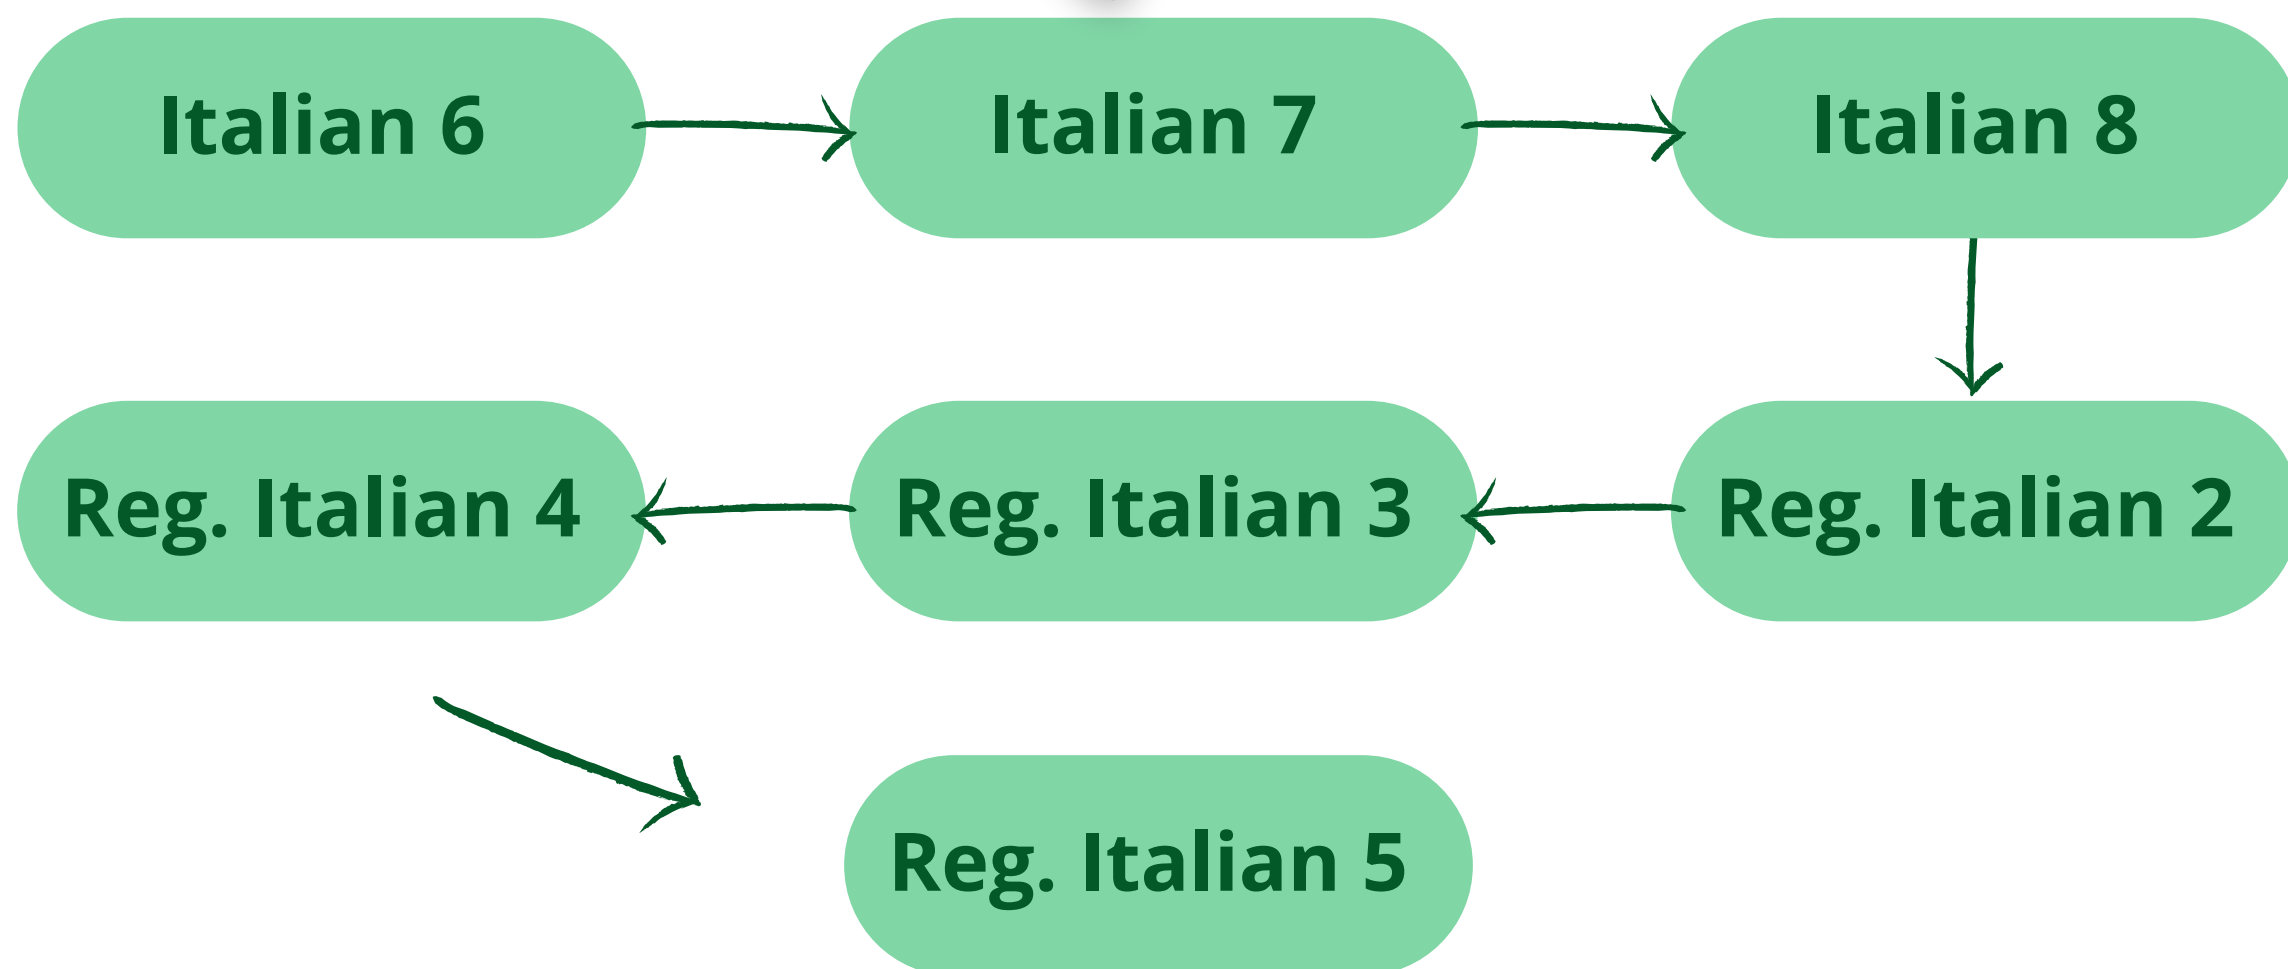 Italian 6
Italian 7
Italian 8
Reg. Italian 4
Reg. Italian 3
Reg. Italian 2
Reg. Italian 5